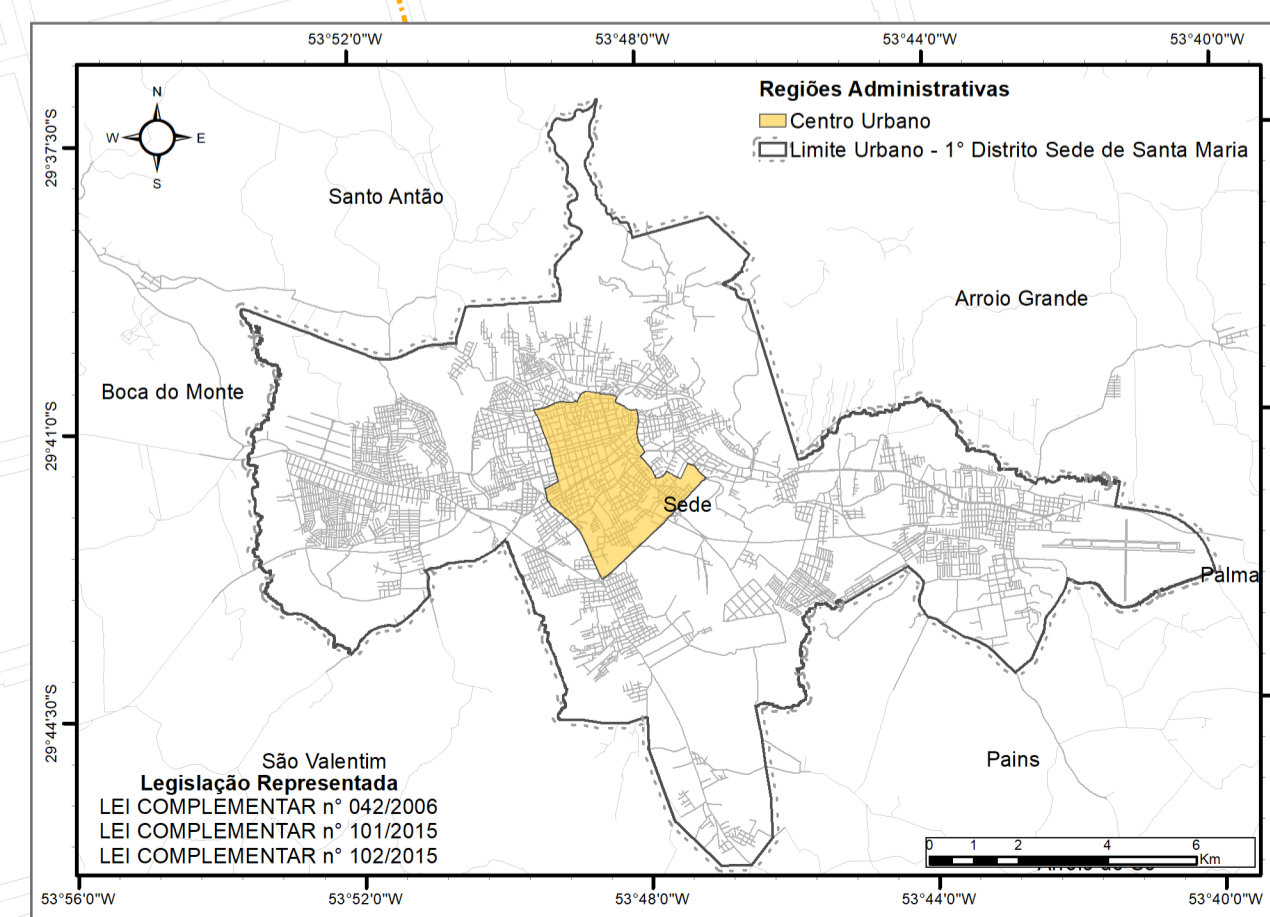 53°52'0"W 53°48'0"W 53°44'0"W 53°40'0"W
Regiões Administrativas
Centro Urbano
Limite Urbano - 1° Distrito Sede de Santa Maria
N
W E
S
29°37'30"S
Santo Antão
Arroio Grande
Boca do Monte
29°41'0"S
Sede
Palma
29°44'30"S
São Valentim
Pains
Legislação Representada
LEI COMPLEMENTAR n° 042/2006
LEI COMPLEMENTAR n° 101/2015
LEI COMPLEMENTAR n° 102/2015
0 1 2 4 6
Km
53°56'0"W 53°52'0"W 53°48'0"W 53°44'0"W 53°40'0"W